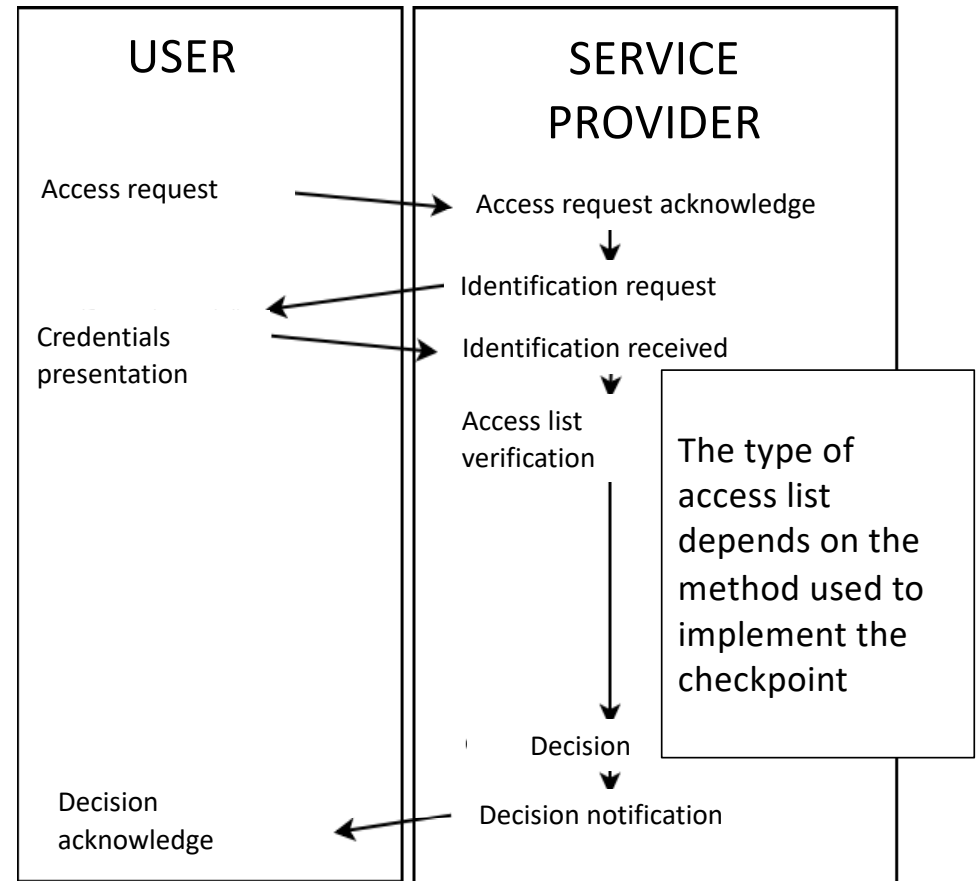 USER
SERVICE
PROVIDER
Access request
Access request acknowledge
Identification request
Credentials
presentation
Identification received
Access list
verification
The type of
access list
depends on the
method used to
implement the
checkpoint
Decision
Decision notification
Decision
acknowledge